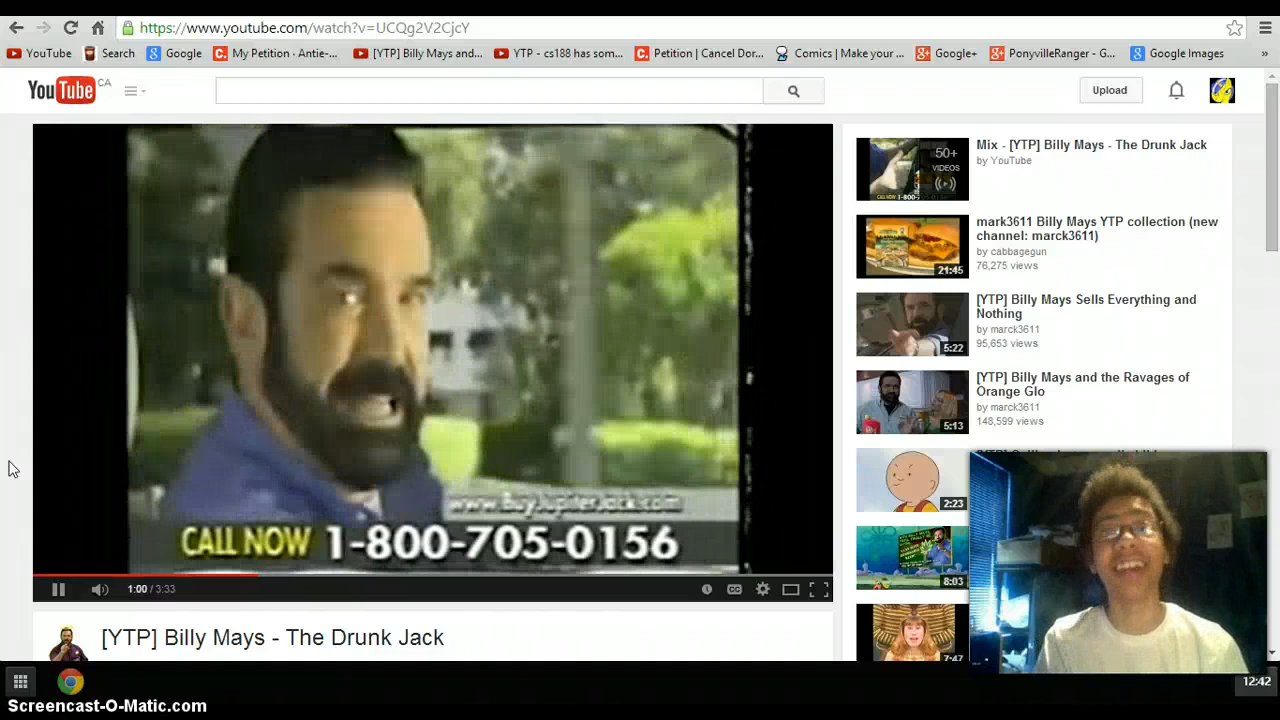 https://www.youtube.com/watch?v=UCQg2V2CjcY
YouTube Search Google My Petition - Antie-... [YTP] Billy Mays and... YTP - cs188 has som... Petition | Cancel Dor... Comics | Make your ... Google+ PonyvilleRanger - G... Google Images »
YouTube CA
Upload
www.BuyJupiterJack.com
CALL NOW 1-800-705-0156
1:00 / 3:33
CC
[YTP] Billy Mays - The Drunk Jack
50+
VIDEOS
CALL NOW 1-800-
Mix - [YTP] Billy Mays - The Drunk Jack
by YouTube
21:45
mark3611 Billy Mays YTP collection (new
channel: marck3611)
by cabbagegun
76,275 views
5:22
[YTP] Billy Mays Sells Everything and
Nothing
by marck3611
95,653 views
5:13
[YTP] Billy Mays and the Ravages of
Orange Glo
by marck3611
148,599 views
2:23
8:03
7:47
12:42
Screencast-O-Matic.com